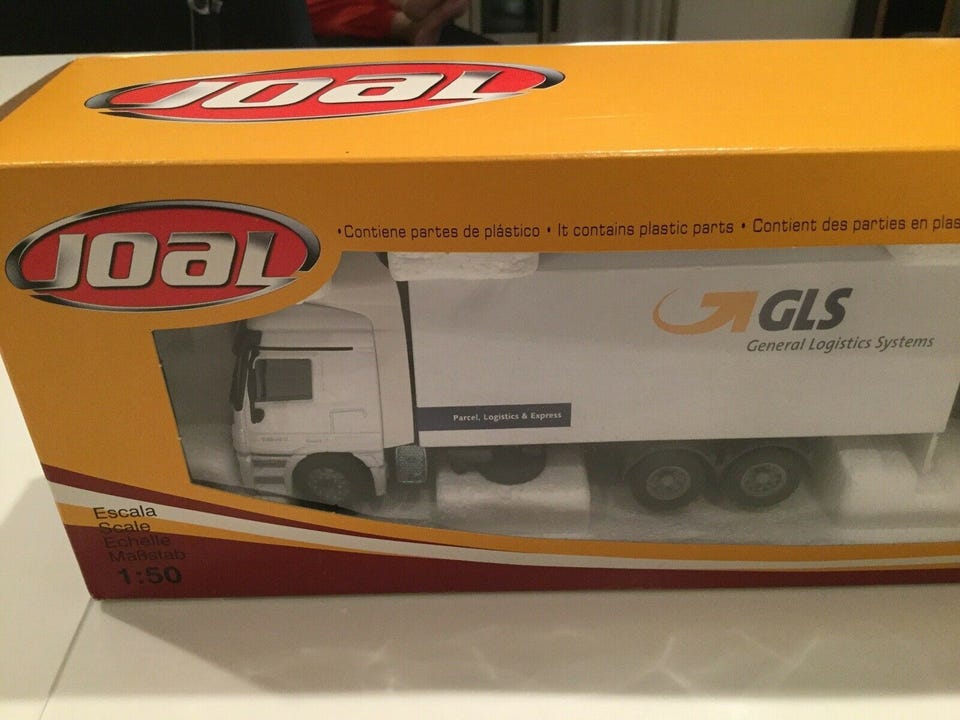 JOAL
JOAL
•Contiene partes de plástico • It contains plastic parts • Contient des parties en plas
GLS
General Logistics Systems
Parcel, Logistics & Express
Escala
Scale
Echelle
Maßstab
1:50